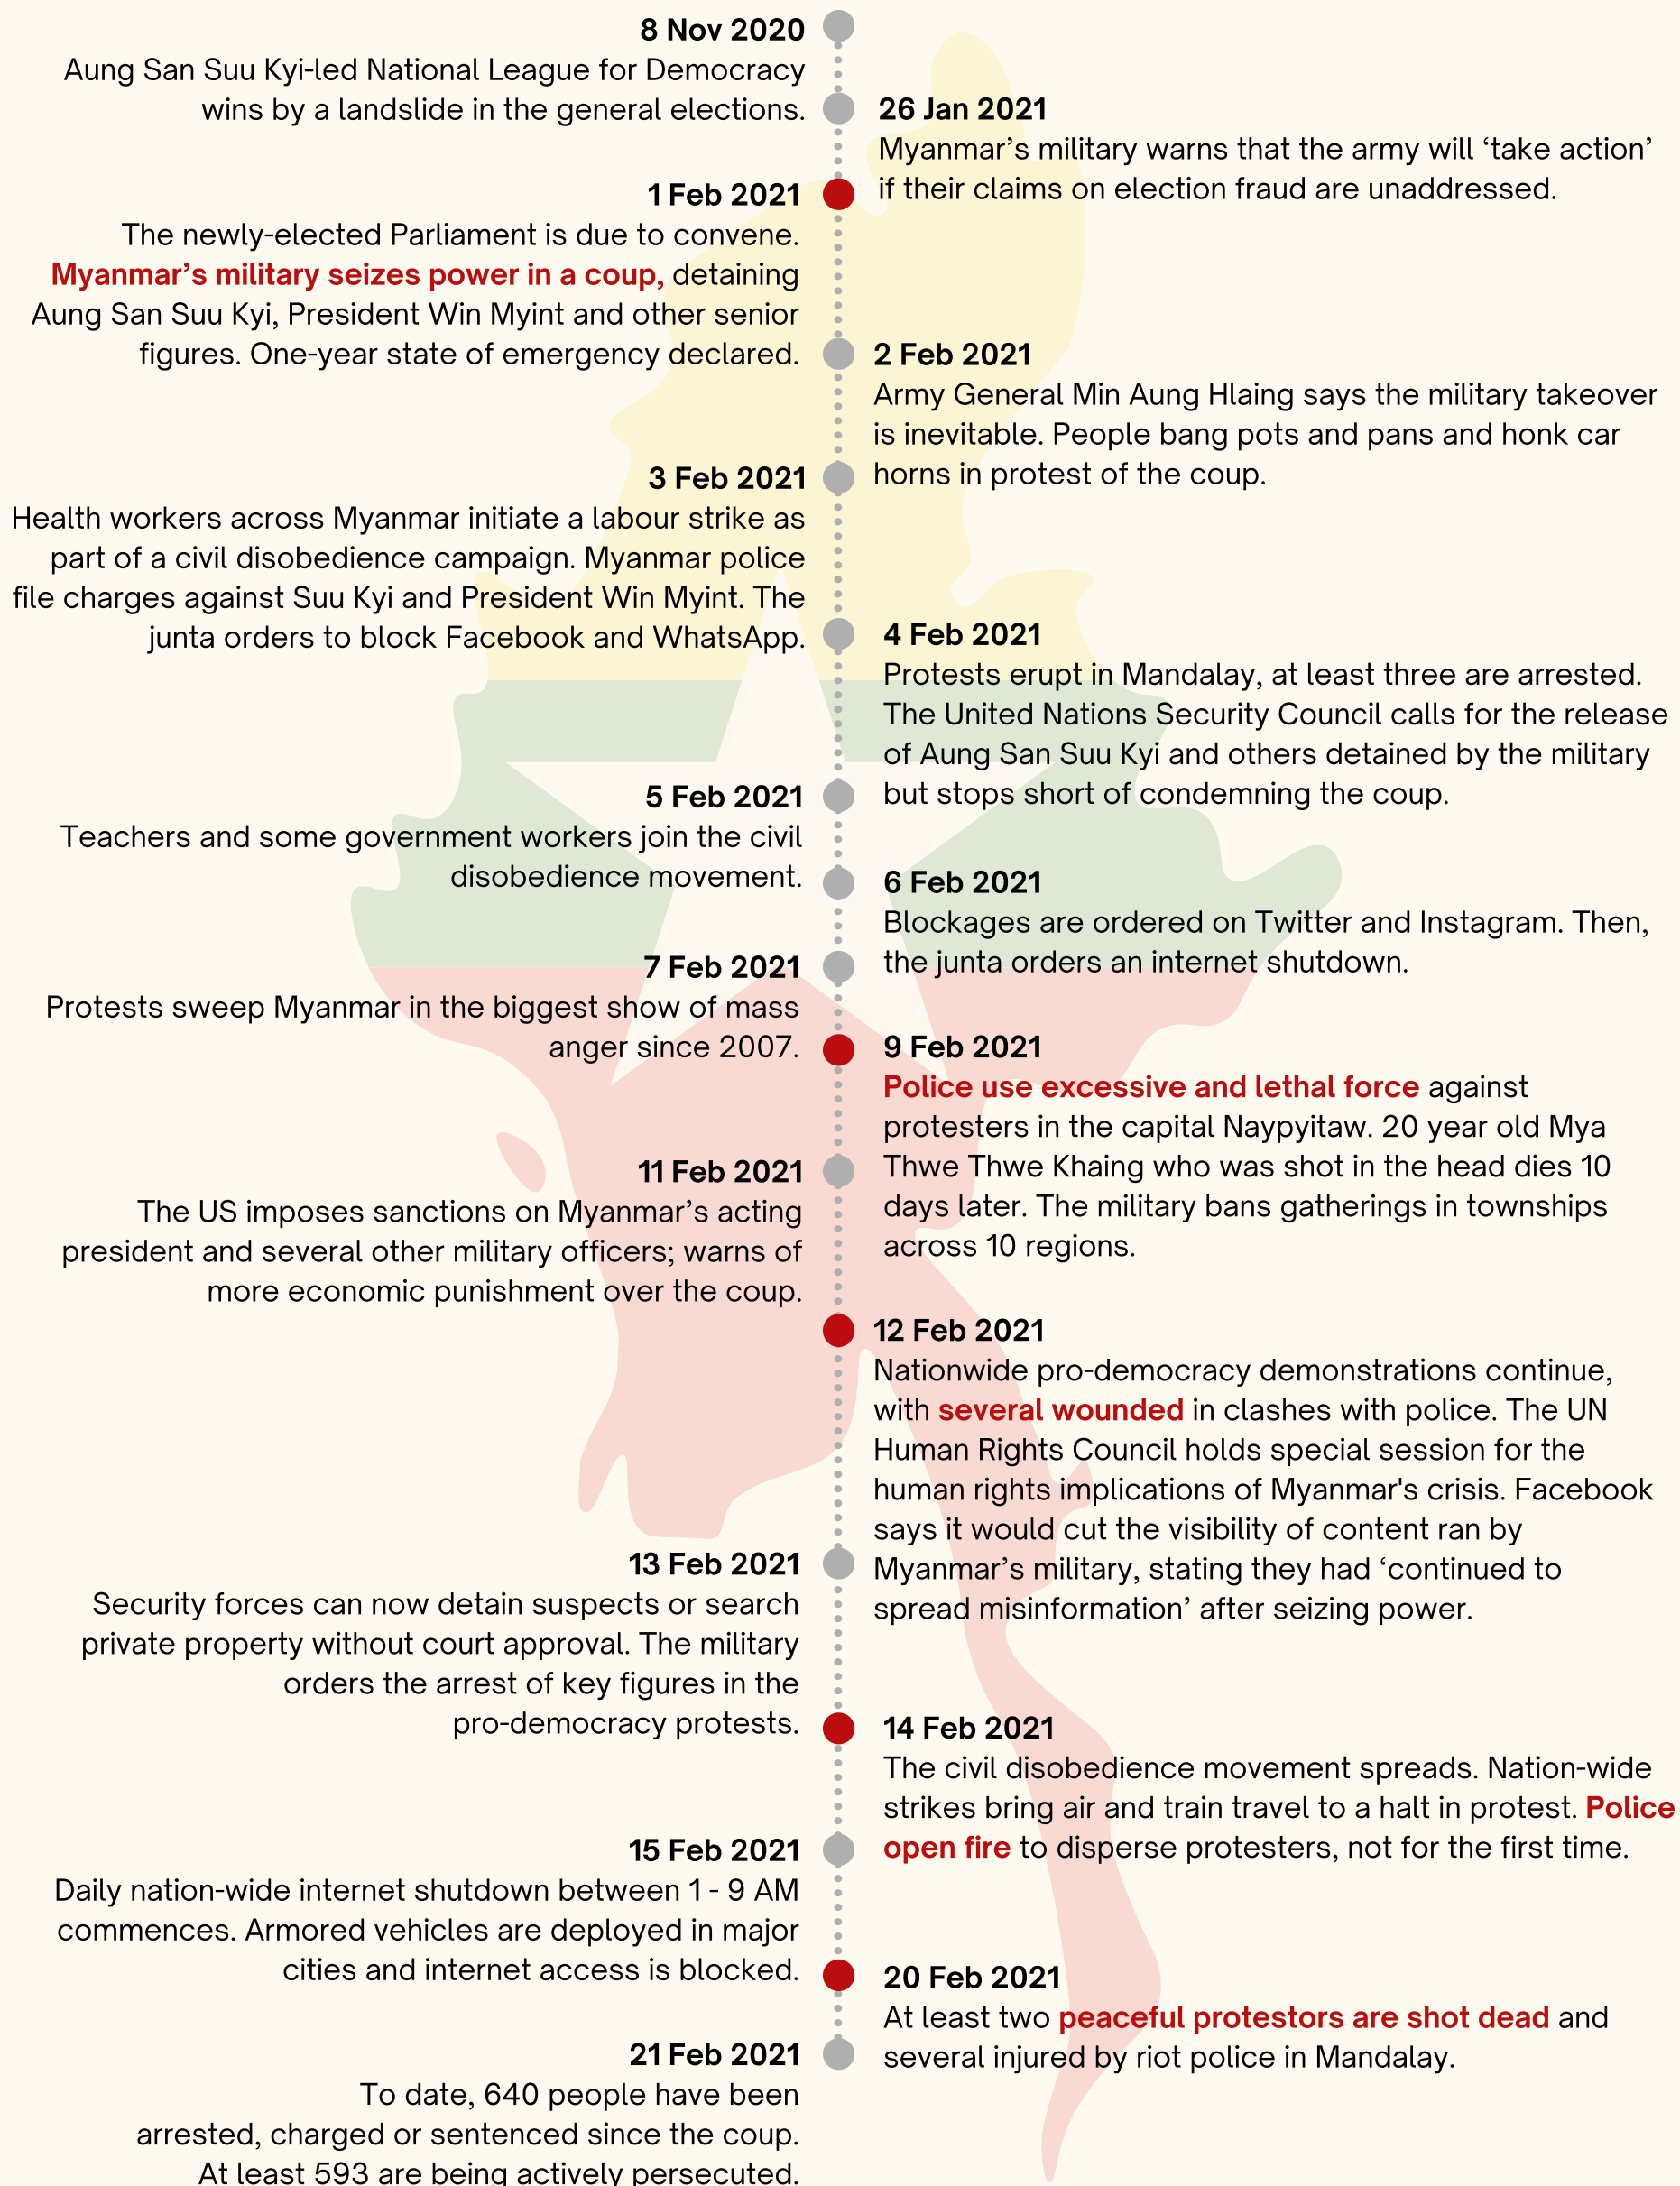 8 Nov 2020
Aung San Suu Kyi-led National League for Democracy
wins by a landslide in the general elections.
26 Jan 2021
Myanmar’s military warns that the army will ‘take action’
if their claims on election fraud are unaddressed.
1 Feb 2021
The newly-elected Parliament is due to convene.
Myanmar’s military seizes power in a coup, detaining
Aung San Suu Kyi, President Win Myint and other senior
figures. One-year state of emergency declared.
2 Feb 2021
Army General Min Aung Hlaing says the military takeover
is inevitable. People bang pots and pans and honk car
horns in protest of the coup.
3 Feb 2021
Health workers across Myanmar initiate a labour strike as
part of a civil disobedience campaign. Myanmar police
file charges against Suu Kyi and President Win Myint. The
junta orders to block Facebook and WhatsApp.
4 Feb 2021
Protests erupt in Mandalay, at least three are arrested.
The United Nations Security Council calls for the release
of Aung San Suu Kyi and others detained by the military
but stops short of condemning the coup.
5 Feb 2021
Teachers and some government workers join the civil
disobedience movement.
6 Feb 2021
Blockages are ordered on Twitter and Instagram. Then,
the junta orders an internet shutdown.
7 Feb 2021
Protests sweep Myanmar in the biggest show of mass
anger since 2007.
9 Feb 2021
Police use excessive and lethal force against
protesters in the capital Naypyitaw. 20 year old Mya
Thwe Thwe Khaing who was shot in the head dies 10
days later. The military bans gatherings in townships
across 10 regions.
11 Feb 2021
The US imposes sanctions on Myanmar’s acting
president and several other military officers; warns of
more economic punishment over the coup.
12 Feb 2021
Nationwide pro-democracy demonstrations continue,
with several wounded in clashes with police. The UN
Human Rights Council holds special session for the
human rights implications of Myanmar's crisis. Facebook
says it would cut the visibility of content ran by
Myanmar’s military, stating they had ‘continued to
spread misinformation’ after seizing power.
13 Feb 2021
Security forces can now detain suspects or search
private property without court approval. The military
orders the arrest of key figures in the
pro-democracy protests.
14 Feb 2021
The civil disobedience movement spreads. Nation-wide
strikes bring air and train travel to a halt in protest. Police
open fire to disperse protesters, not for the first time.
15 Feb 2021
Daily nation-wide internet shutdown between 1 - 9 AM
commences. Armored vehicles are deployed in major
cities and internet access is blocked.
20 Feb 2021
At least two peaceful protestors are shot dead and
several injured by riot police in Mandalay.
21 Feb 2021
To date, 640 people have been
arrested, charged or sentenced since the coup.
At least 593 are being actively persecuted.